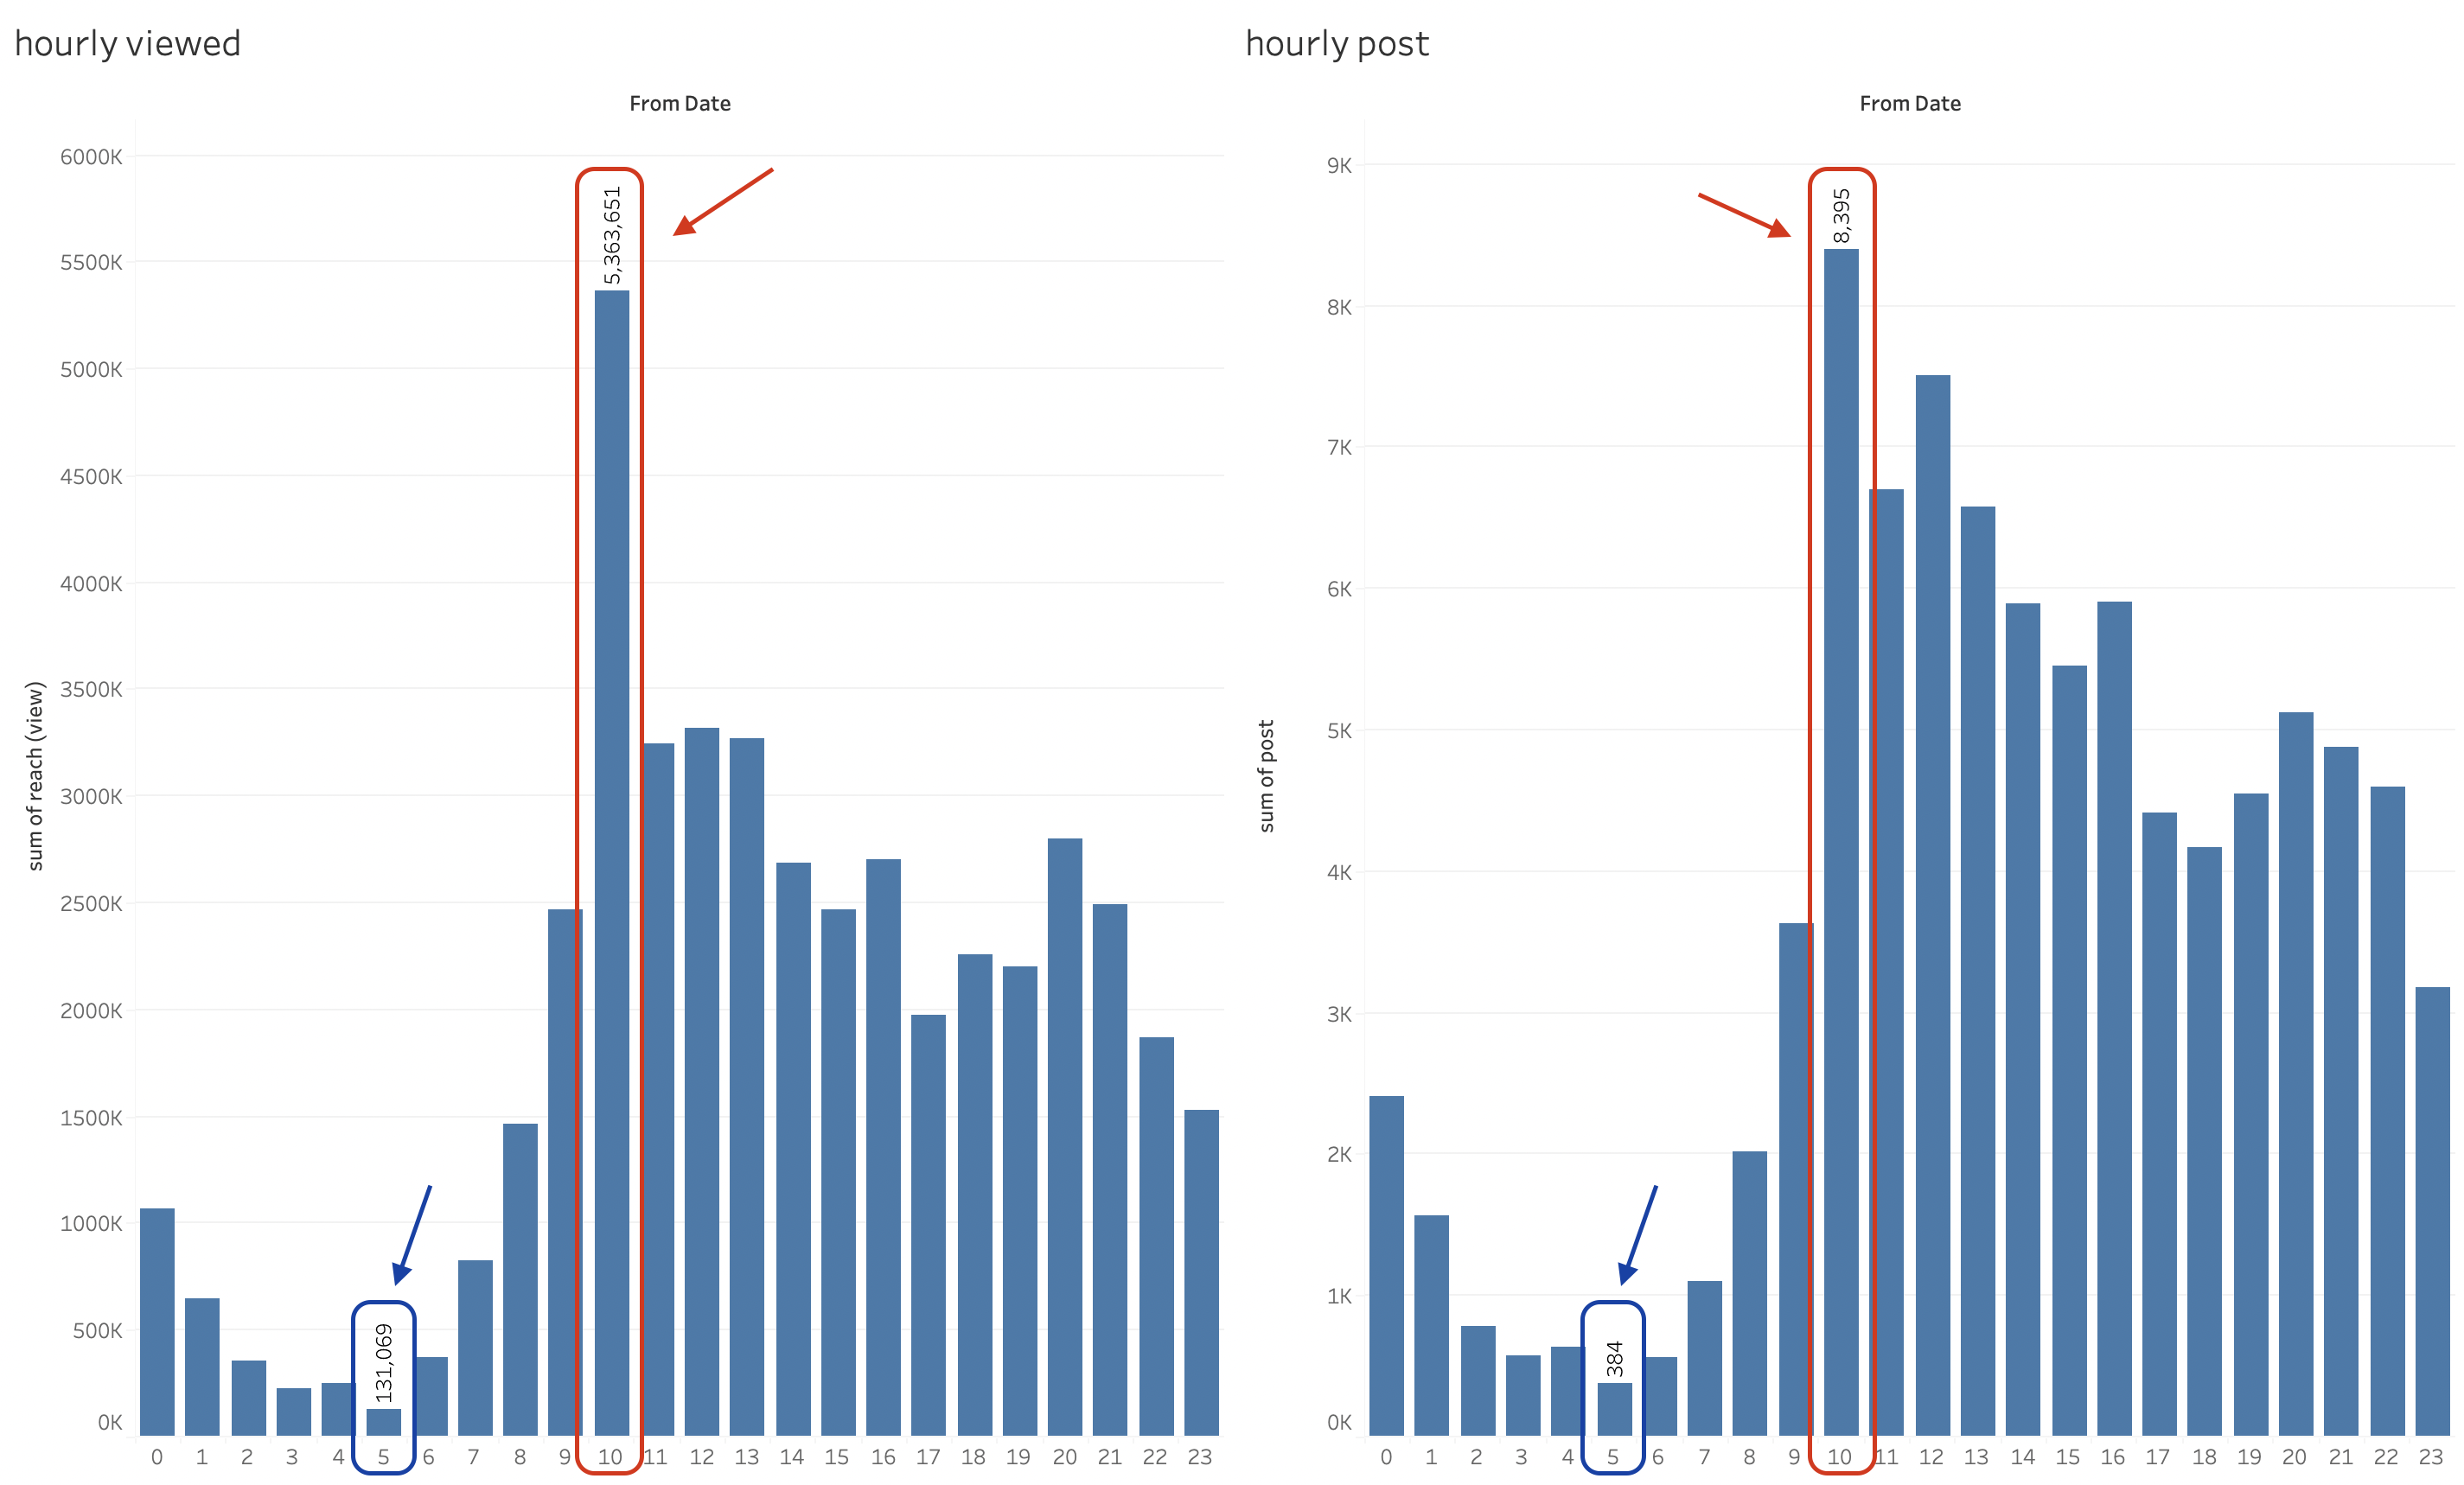 hourly viewed
From Date
sum of reach (view)
6000K
5500K
5000K
4500K
4000K
3500K
3000K
2500K
2000K
1500K
1000K
500K
0K
5,363,651
131,069
0 1 2 3 4 5 6 7 8 9 10 11 12 13 14 15 16 17 18 19 20 21 22 23
hourly post
From Date
sum of post
9K
8K
7K
6K
5K
4K
3K
2K
1K
0K
8,395
384
0 1 2 3 4 5 6 7 8 9 10 11 12 13 14 15 16 17 18 19 20 21 22 23